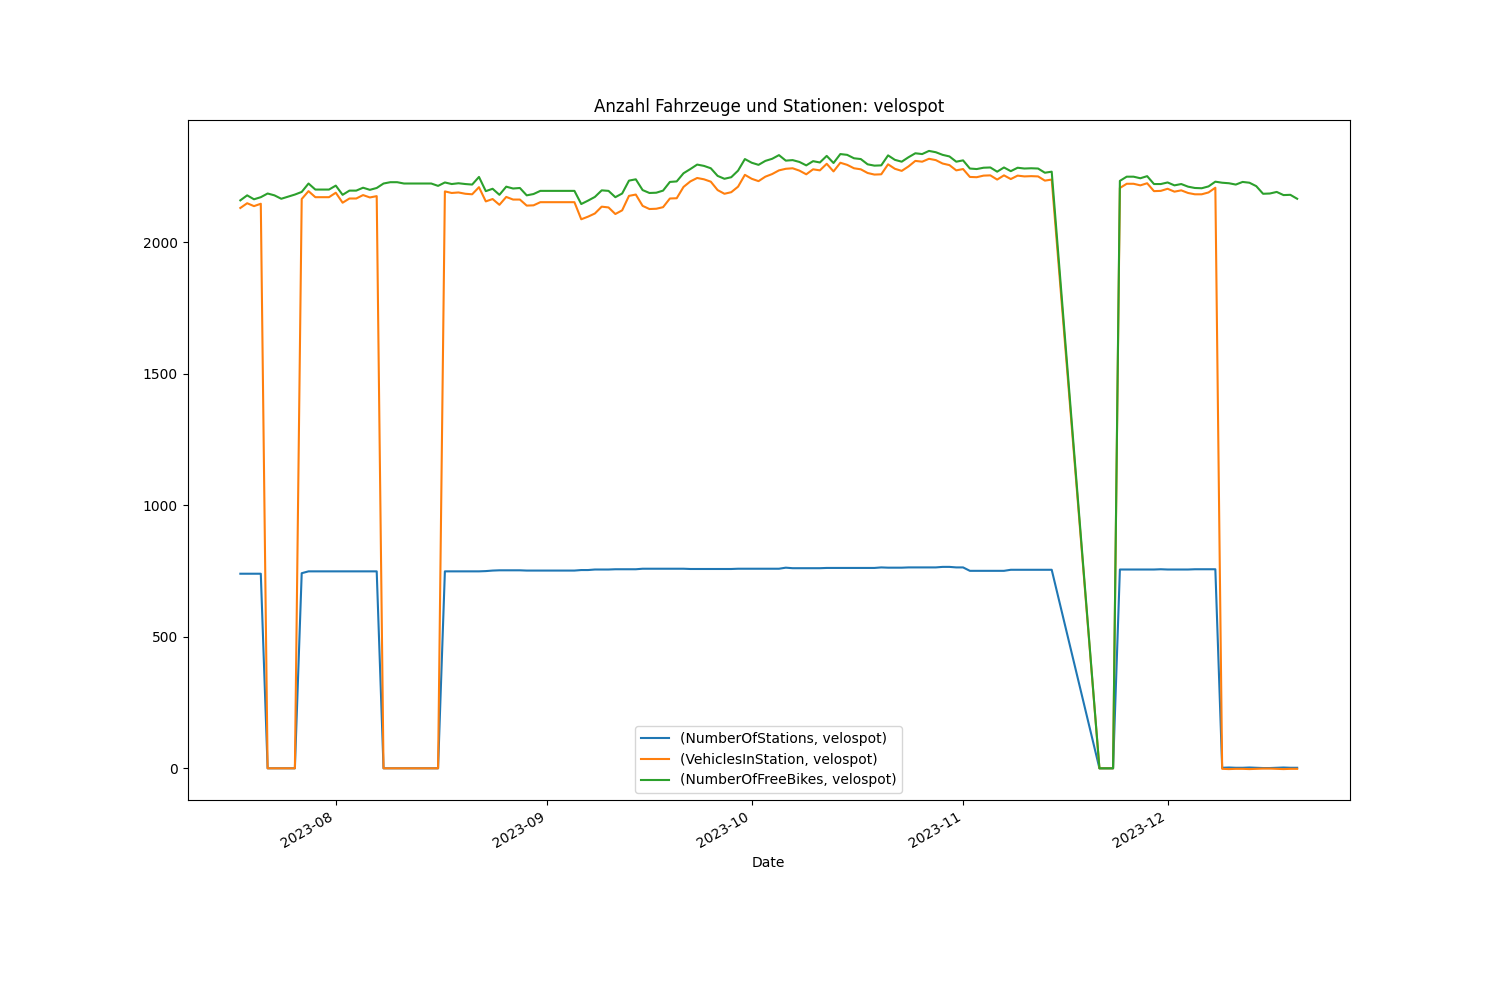 Anzahl Fahrzeuge und Stationen: velospot
2000
1500
1000
500
0
(NumberOfStations, velospot)
(VehiclesInStation, velospot)
(NumberOfFreeBikes, velospot)
2023-08
2023-09
2023-10
2023-11
2023-12
Date